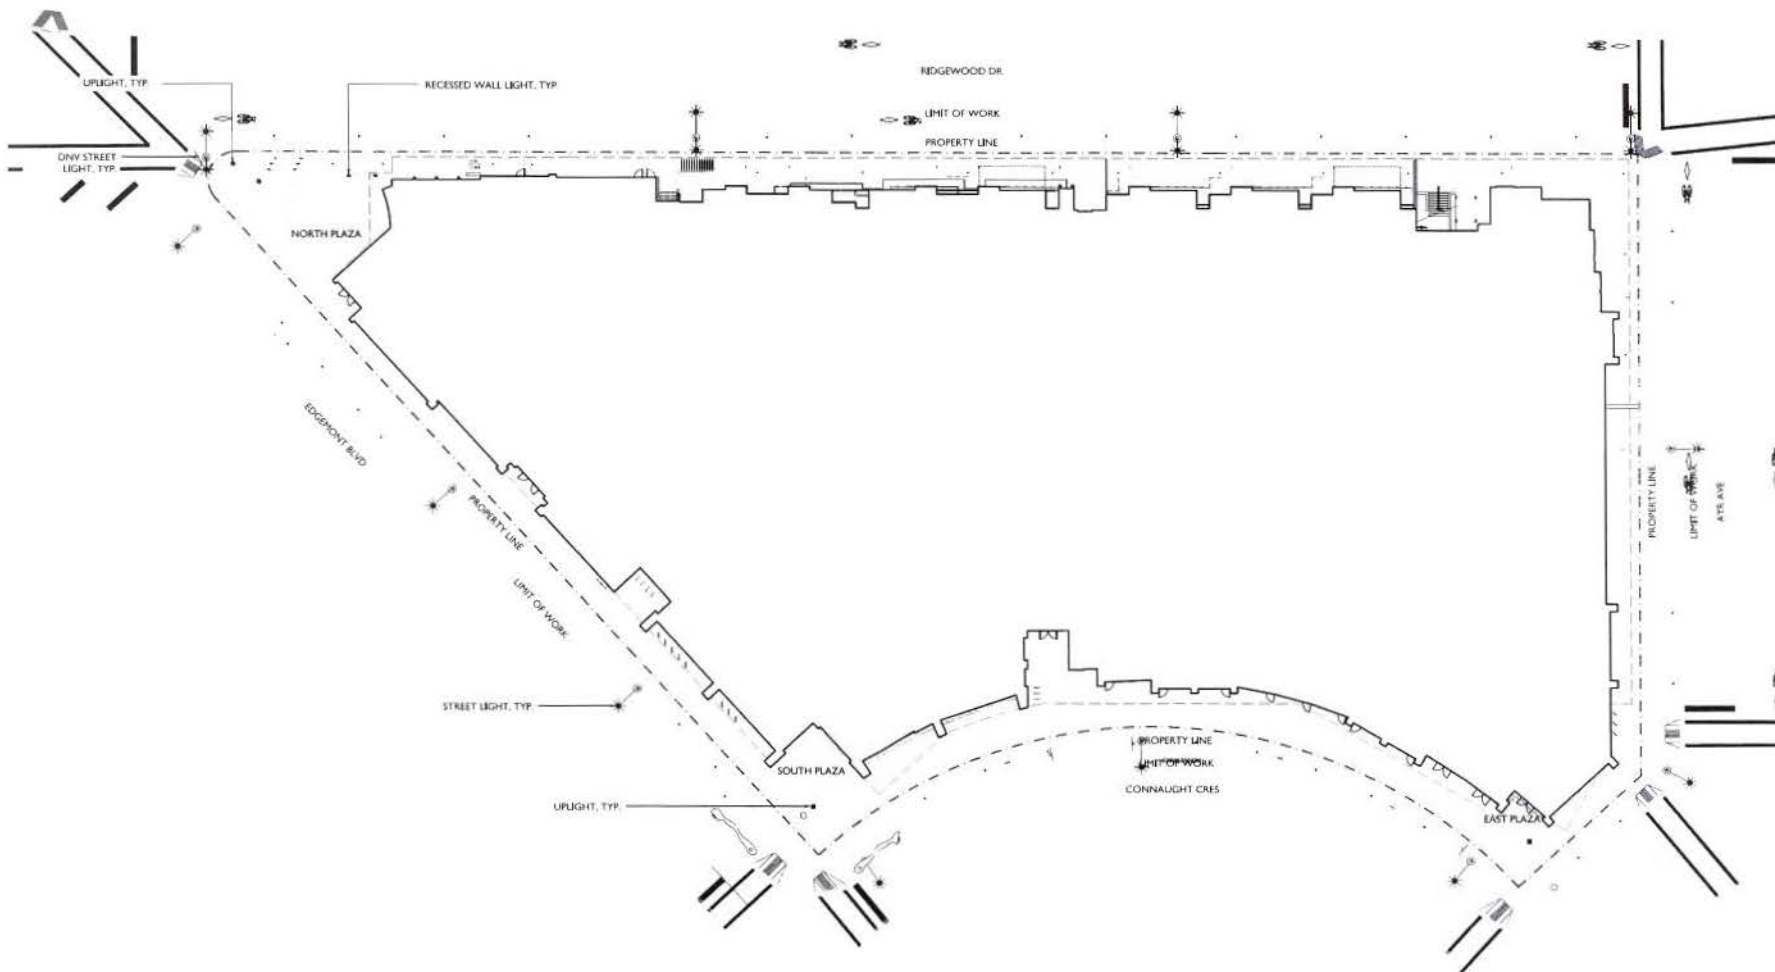 RIDGEWOOD DR.
UPLIGHT, TYP.
RECESSED WALL LIGHT, TYP
LIMIT OF WORK
PROPERTY LINE
DNV STREET
LIGHT, TYP.
NORTH PLAZA
EDGEMONT BLVD
PROPERTY LINE
LIMIT OF WORK
PROPERTY LINE
LIMIT OF WORK
AYR AVE
STREET LIGHT, TYP.
SOUTH PLAZA
PROPERTY LINE
LIMIT OF WORK
CONNAUGHT CRES
UPLIGHT, TYP.
EAST PLAZA